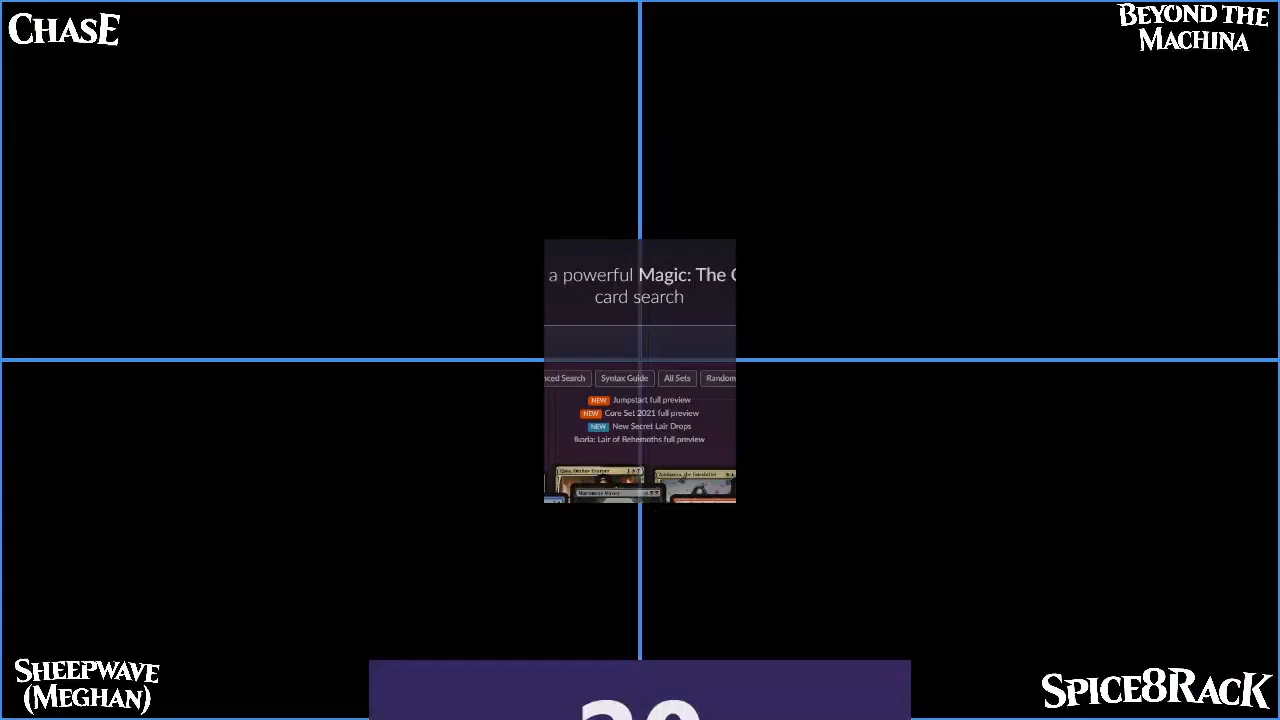 CHASE
BEYOND THE
MACHINA
a powerful Magic: The
card search
ced Search
Syntax Guide
All Sets
Random
NEW Jumpstart full preview
NEW Core Set 2021 full preview
NEW New Secret Lair Drops
Ikoria: Lair of Behemoths full preview
SHEEPWAVE
(MEGHAN)
SPICE8RACK